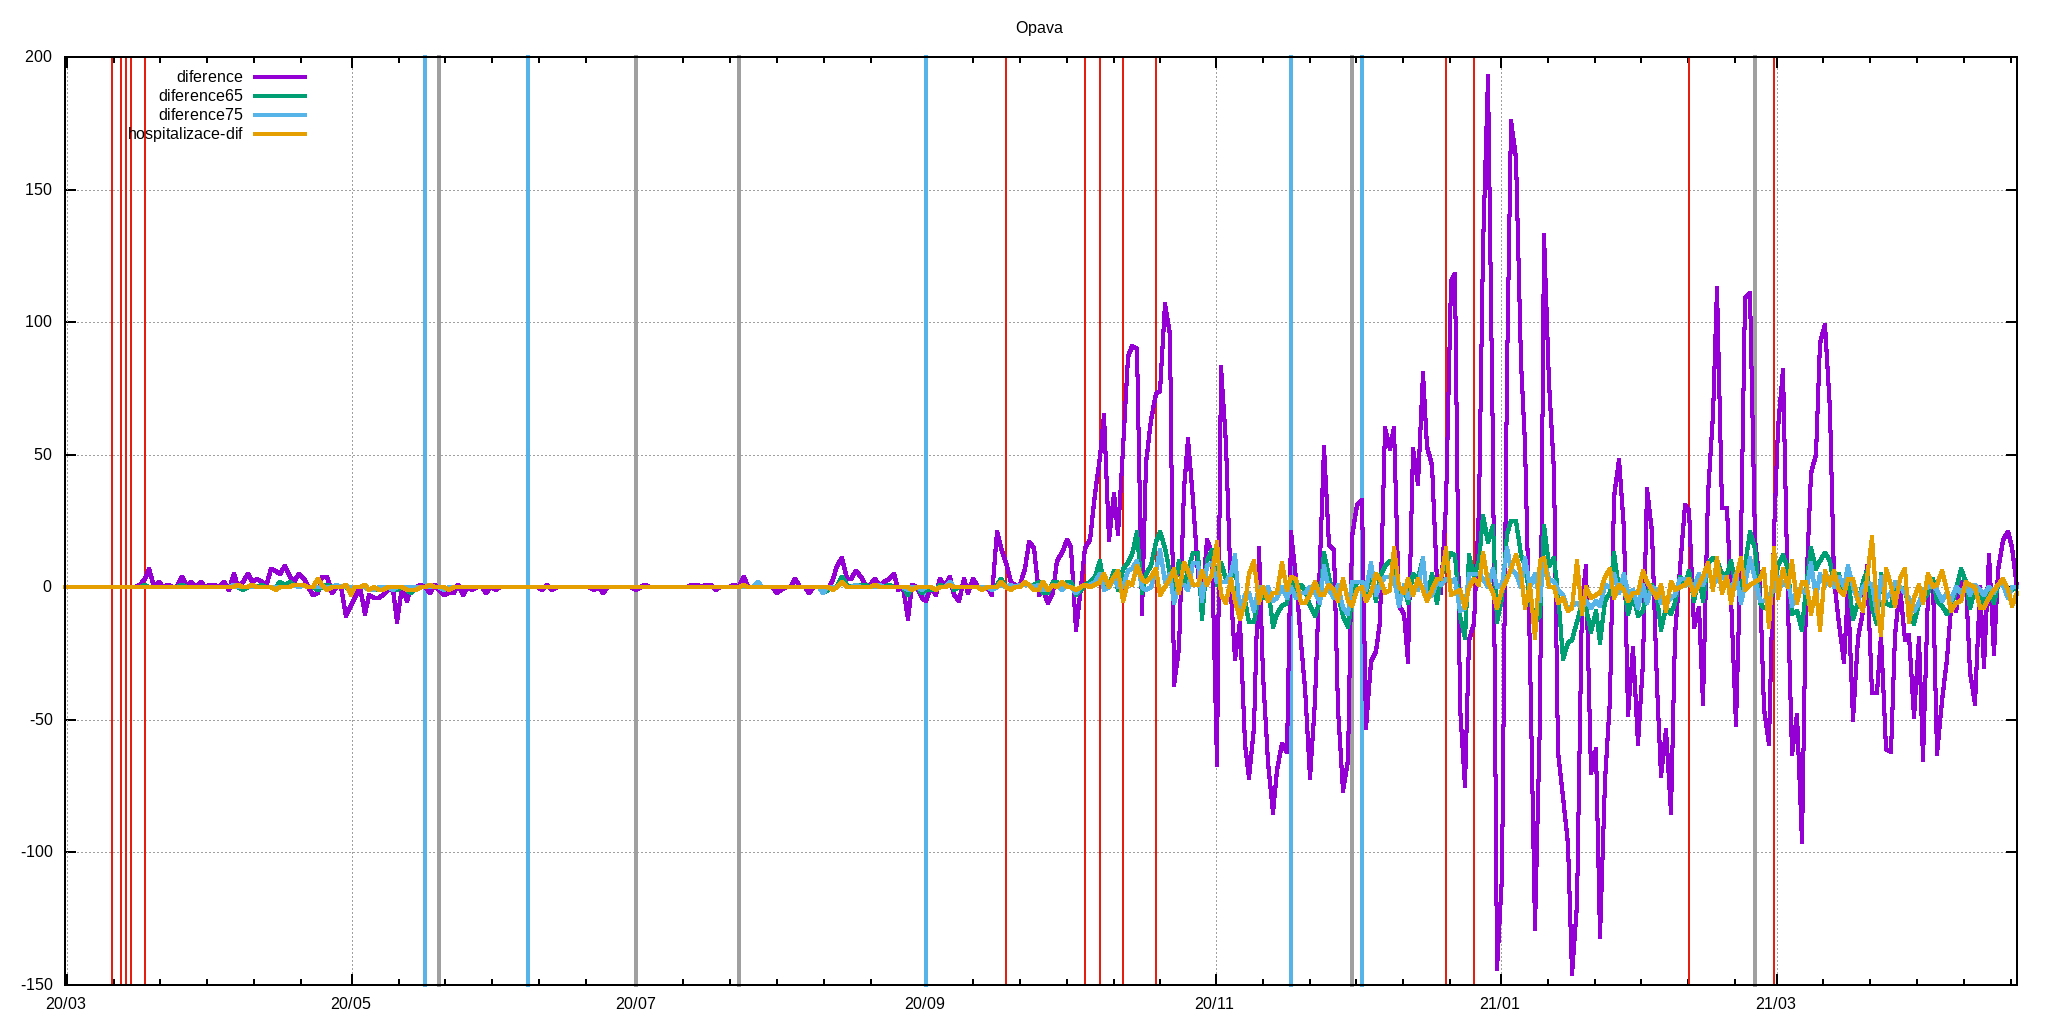 Opava
200
diference
diference65
diference75
hospitalizace-dif
150
100
50
0
-50
-100
-150
20/03 20/05 20/07 20/09 20/11 21/01 21/03